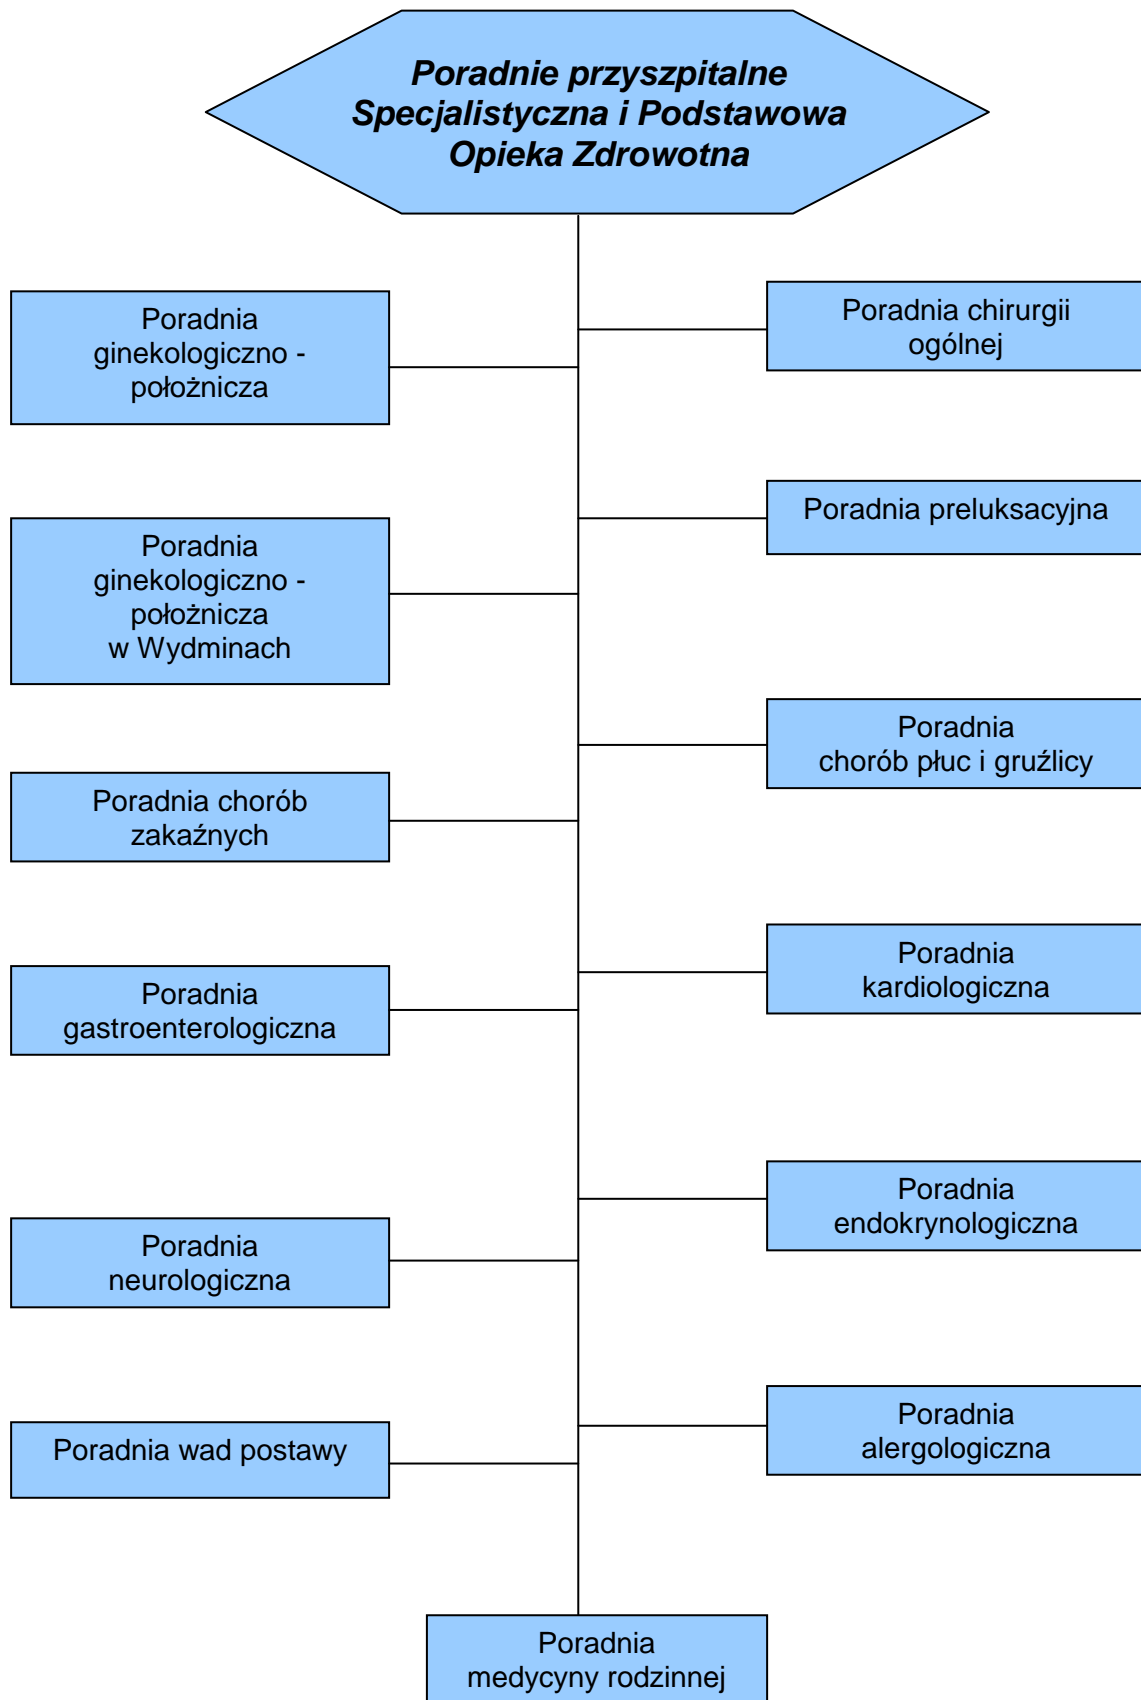 Poradnie przyszpitalne
Specjalistyczna i Podstawowa
Opieka Zdrowotna
Poradnia
ginekologiczno -
położnicza
Poradnia chirurgii
ogólnej
Poradnia
ginekologiczno -
położnicza
w Wydminach
Poradnia preluksacyjna
Poradnia
chorób płuc i gruźlicy
Poradnia chorób
zakaźnych
Poradnia
kardiologiczna
Poradnia
gastroenterologiczna
Poradnia
endokrynologiczna
Poradnia
neurologiczna
Poradnia
alergologiczna
Poradnia wad postawy
Poradnia
medycyny rodzinnej